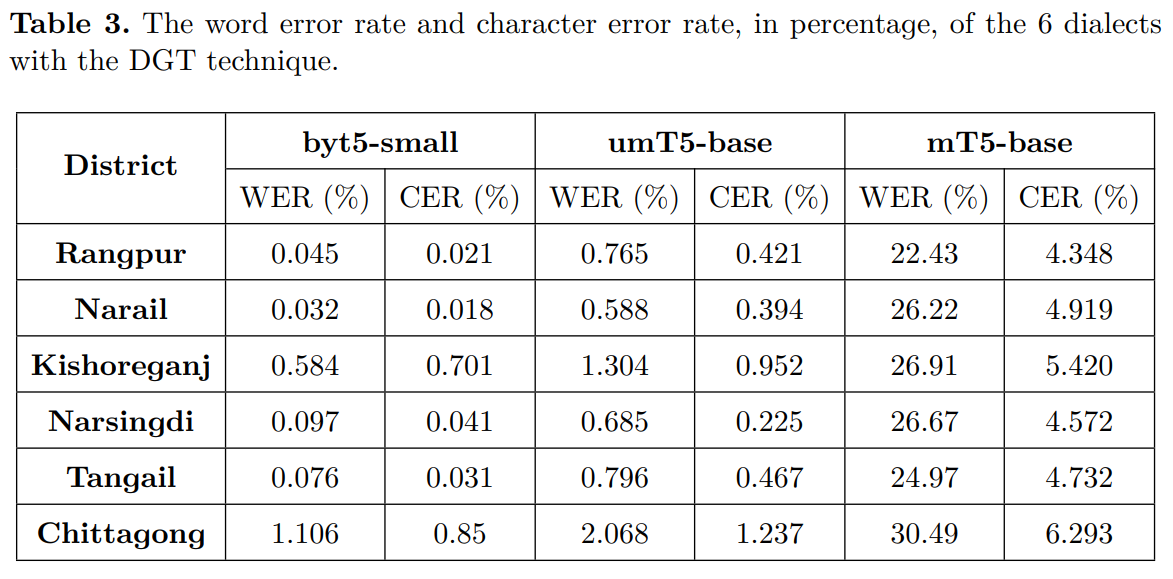 Table 3. The word error rate and character error rate, in percentage, of the 6 dialects
with the DGT technique.
District byt5-small umT5-base mT5-base
WER (%) CER (%) WER (%) CER (%) WER (%) CER (%)
Rangpur 0.045 0.021 0.765 0.421 22.43 4.348
Narail 0.032 0.018 0.588 0.394 26.22 4.919
Kishoreganj 0.584 0.701 1.304 0.952 26.91 5.420
Narsingdi 0.097 0.041 0.685 0.225 26.67 4.572
Tangail 0.076 0.031 0.796 0.467 24.97 4.732
Chittagong 1.106 0.85 2.068 1.237 30.49 6.293